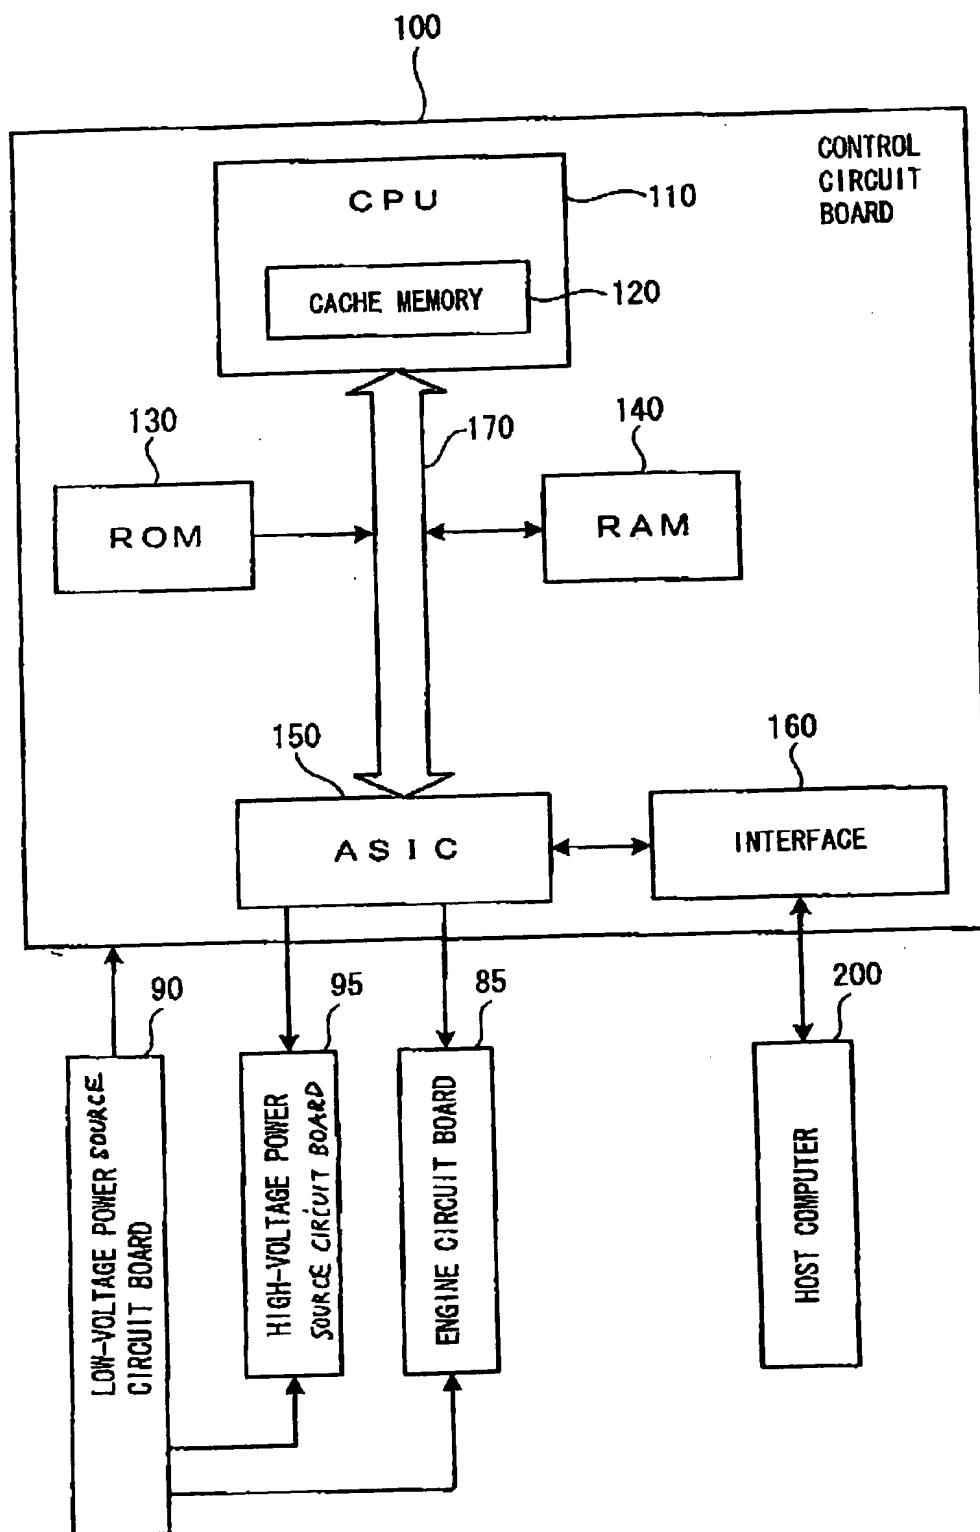 100
CONTROL
CIRCUIT
BOARD
CPU
110
CACHE MEMORY
120
130
170
140
ROM
RAM
150
160
ASIC
INTERFACE
90
95
85
200
LOW-VOLTAGE POWER SOURCE
CIRCUIT BOARD
HIGH-VOLTAGE POWER
SOURCE CIRCUIT BOARD
ENGINE CIRCUIT BOARD
HOST COMPUTER